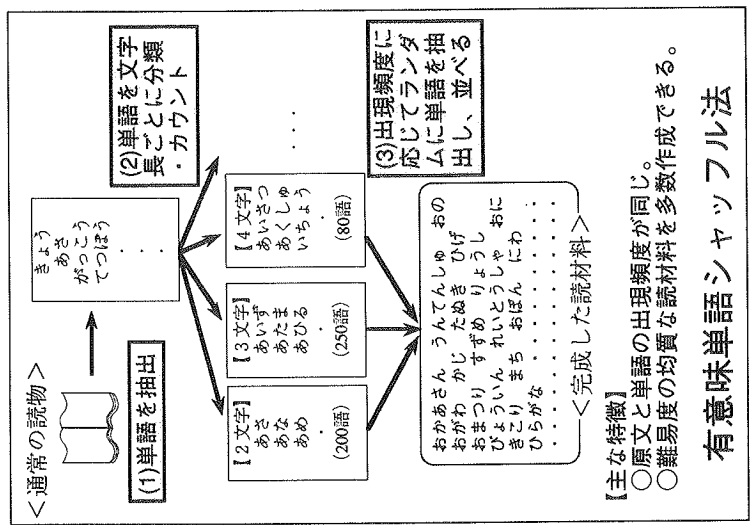 <通常の読物>
(1)単語を抽出
きょう
あさ
がっこう
てつぼう
・
・
・
(2)単語を文字
長ごとに分類
・カウント
【2文字】
あさ
あな
あめ
・
(200語)
【3文字】
あいず
あたま
あひる
・
(250語)
【4文字】
あいさつ
あくしゅ
いちょう
・
(80語)
・・・
(3)出現頻度に
応じてランダ
ムに単語を抽
出し、並べる
おかあさん うんてんしゅ おの
おがわ かじ たぬき ひげ
おまつり すずめ りょうし
びょういん れいとうしゃ おに
きこり まち おぼん にわ
ひらがな ・・・・・・・・・・
・・・・・・・・・・・・・・・
<完成した読材料>
【主な特徴】
○原文と単語の出現頻度が同じ。
○難易度の均質な読材料を多数作成できる。
有意味単語シャッフル法